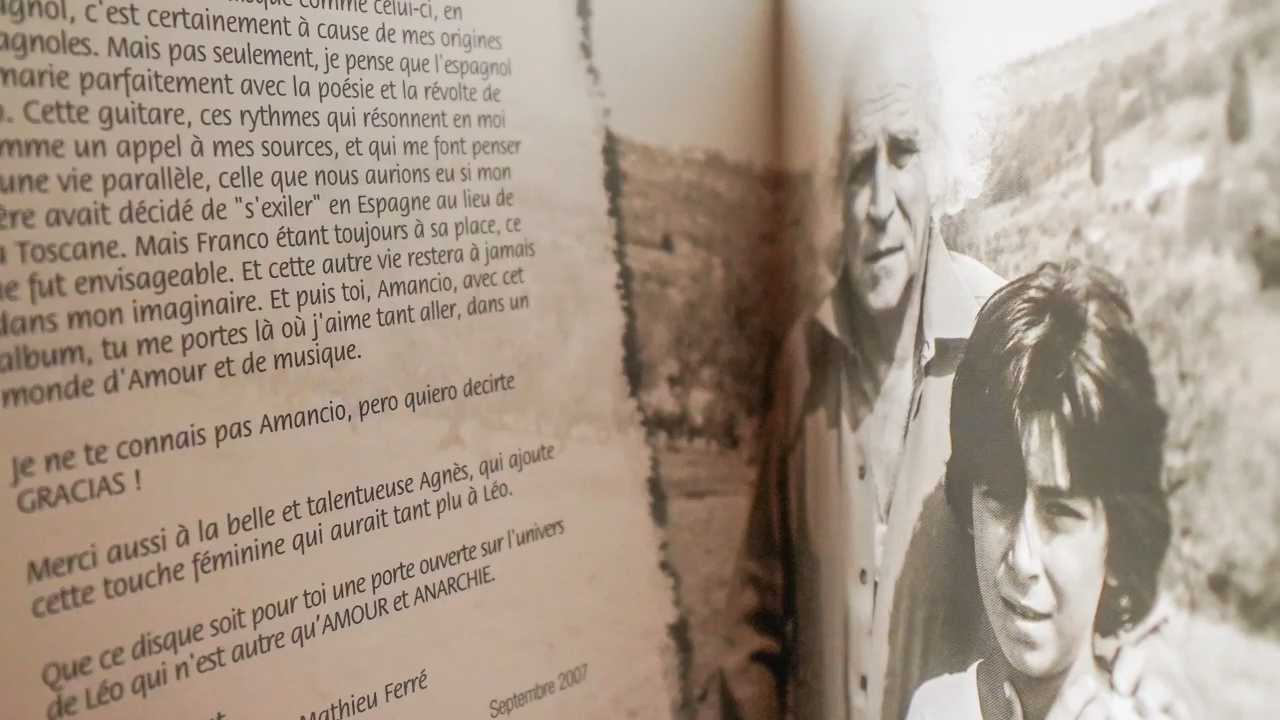 comme celui-ci, en
c'est certainement à cause de mes origines
Mais pas seulement, je pense que l'espagnol
marie parfaitement avec la poésie et la révolte de
Cette guitare, ces rythmes qui résonnent en moi
mme un appel à mes sources, et qui me font penser
une vie parallèle, celle que nous aurions eu si mon
ère avait décidé de "s'exiler" en Espagne au lieu de
Toscane. Mais Franco étant toujours à sa place, ce
fut envisageable. Et cette autre vie restera à jamais
dans mon imaginaire. Et puis toi, Amancio, avec cet
album, tu me portes là où j'aime tant aller, dans un
monde d'Amour et de musique.
Je ne te connais pas Amancio, pero quiero decirte
GRACIAS !
Merci aussi à la belle et talentueuse Agnès, qui ajoute
cette touche féminine qui aurait tant plu à Léo.
Que ce disque soit pour toi une porte ouverte sur l'univers
de Léo qui n'est autre qu'AMOUR et ANARCHIE.
Mathieu Ferré
Septembre 2007